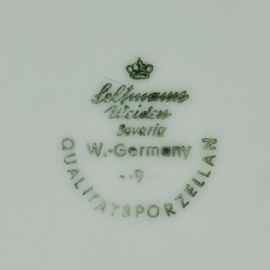 Seltmann
Weiden
Bavaria
W.-Germany
9
QUALITÄTSPORZELLAN